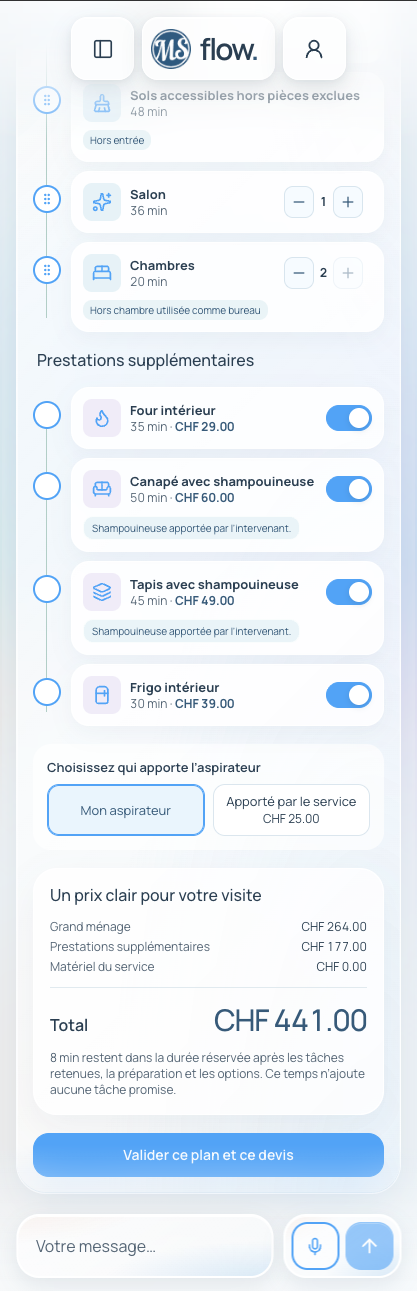 MS flow.
Sols accessibles hors pièces exclues
48 min
Hors entrée
Salon
36 min
1
Chambres
20 min
2
Hors chambre utilisée comme bureau
Prestations supplémentaires
Four intérieur
35 min · CHF 29.00
Canapé avec shampouineuse
50 min · CHF 60.00
Shampouineuse apportée par l'intervenant.
Tapis avec shampouineuse
45 min · CHF 49.00
Shampouineuse apportée par l'intervenant.
Frigo intérieur
30 min · CHF 39.00
Choisissez qui apporte l'aspirateur
Mon aspirateur
Apporté par le service
CHF 25.00
Un prix clair pour votre visite
Grand ménage CHF 264.00
Prestations supplémentaires CHF 177.00
Matériel du service CHF 0.00
Total CHF 441.00
8 min restent dans la durée réservée après les tâches
retenues, la préparation et les options. Ce temps n'ajoute
aucune tâche promise.
Valider ce plan et ce devis
Votre message...